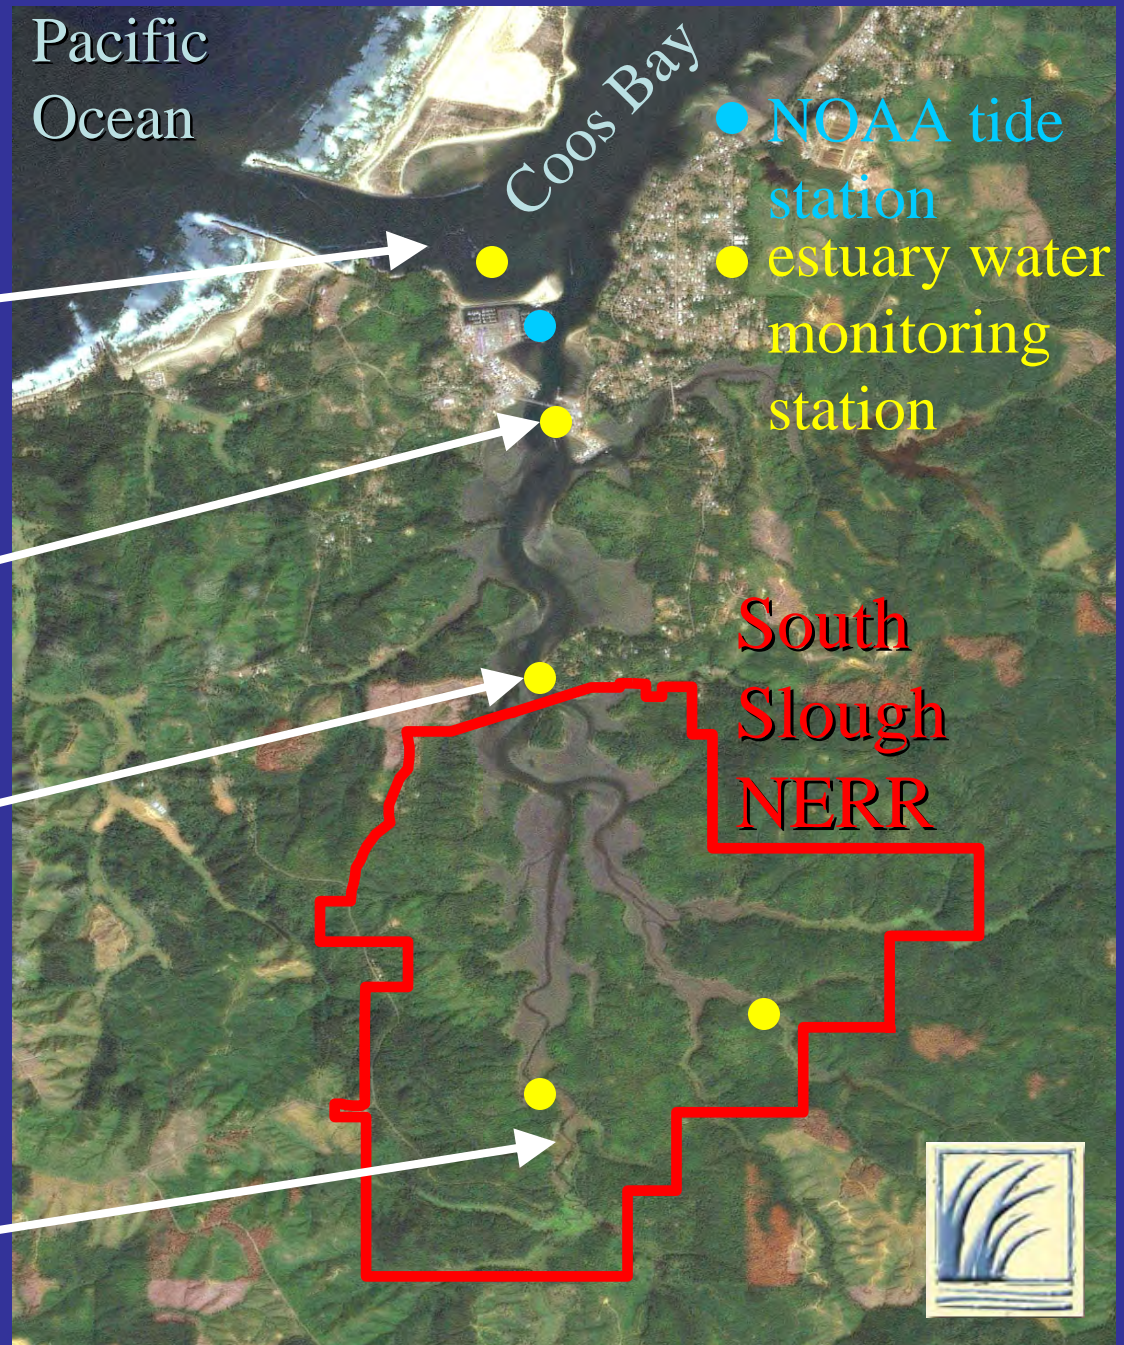 Pacific
Ocean
Coos Bay
NOAA tide
station
estuary water
monitoring
station
South
Slough
NERR